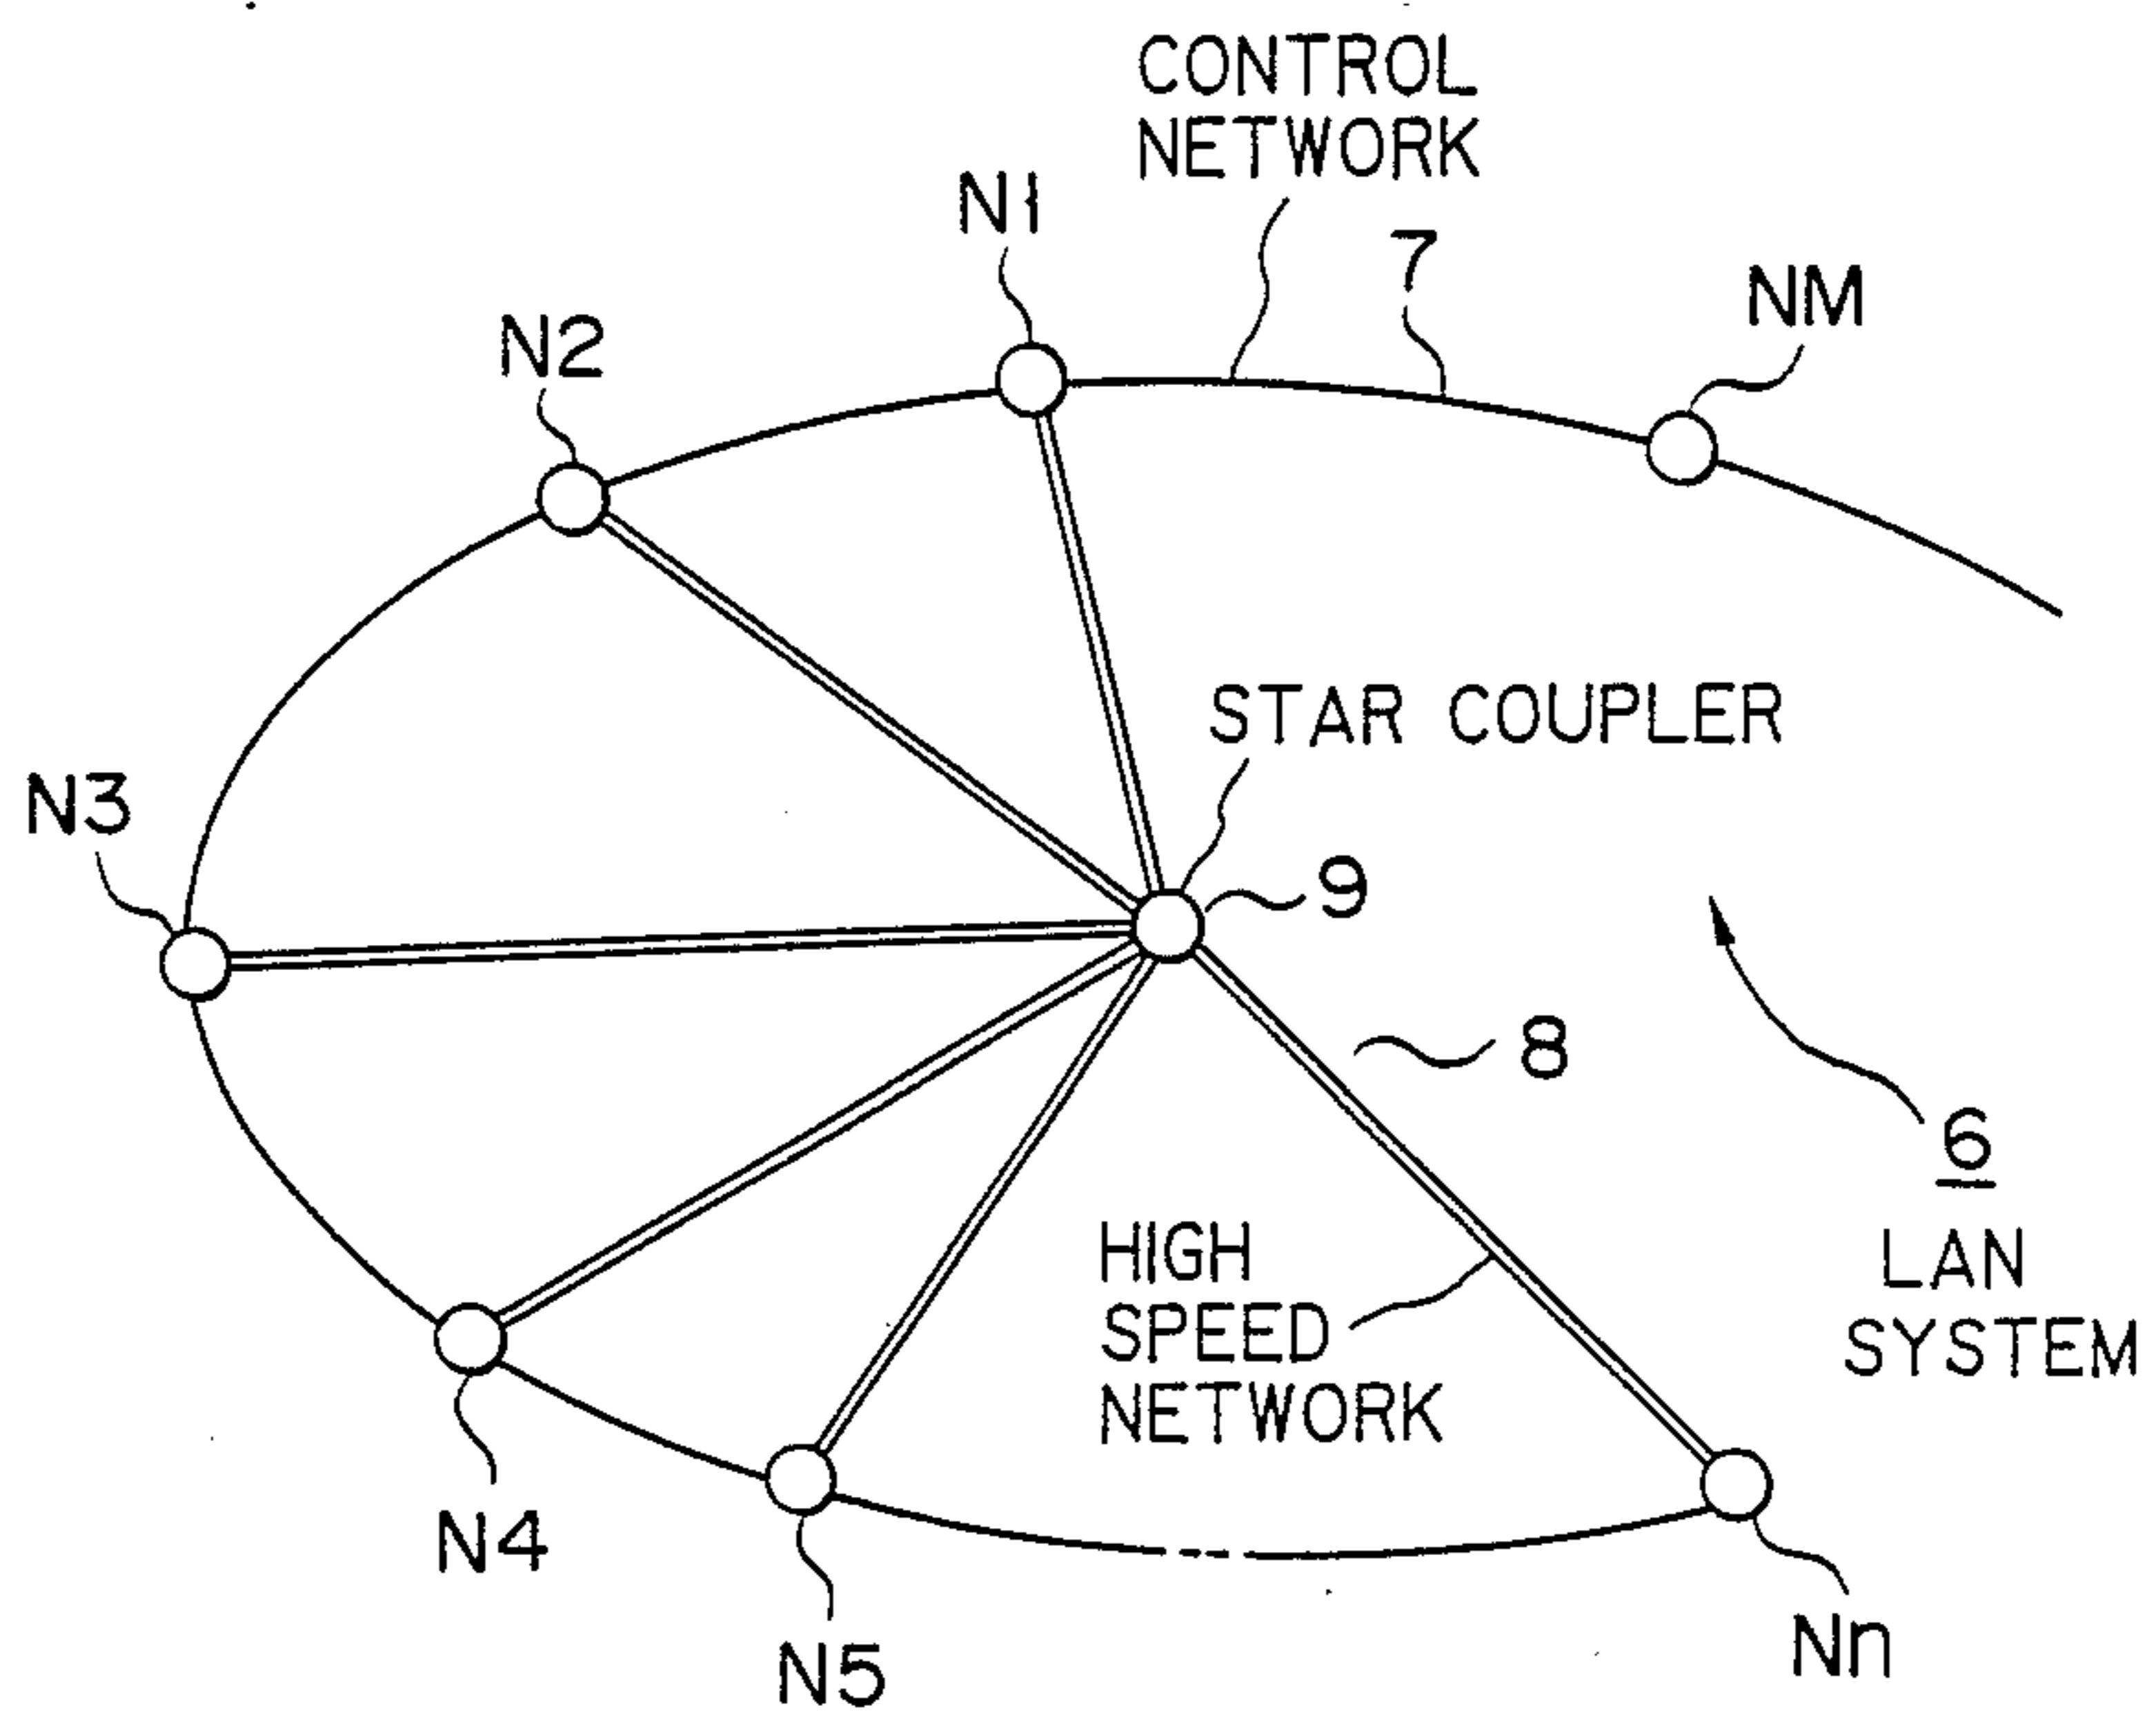 CONTROL
NETWORK
N1
7
NM
N2
STAR COUPLER
N3
9
8
6
LAN
SYSTEM
HIGH
SPEED
NETWORK
N4
N5
Nn